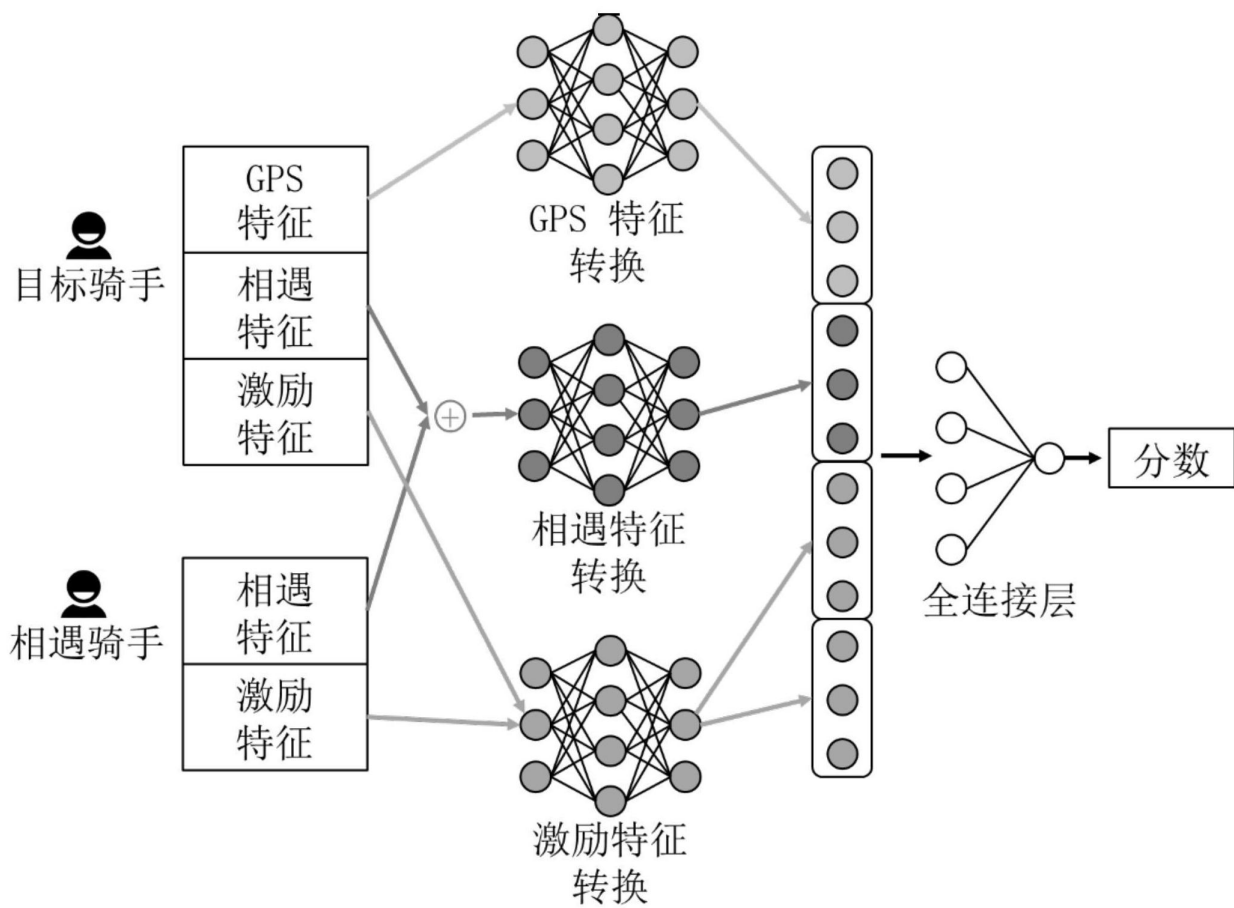 GPS
特征
目标骑手
相遇
特征
激励
特征
相遇骑手
相遇
特征
激励
特征
GPS 特征
转换
相遇特征
转换
激励特征
转换
全连接层
分数